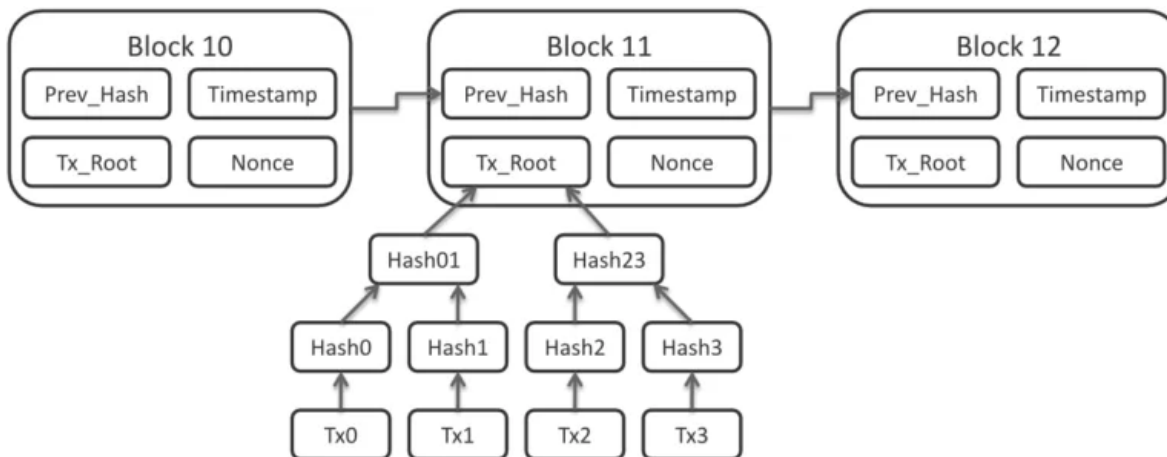 Block 10
Block 11
Block 12
Prev_Hash
Timestamp
Prev_Hash
Timestamp
Prev_Hash
Timestamp
Tx_Root
Nonce
Tx_Root
Nonce
Tx_Root
Nonce
Hash01
Hash23
Hash0
Hash1
Hash2
Hash3
Tx0
Tx1
Tx2
Tx3